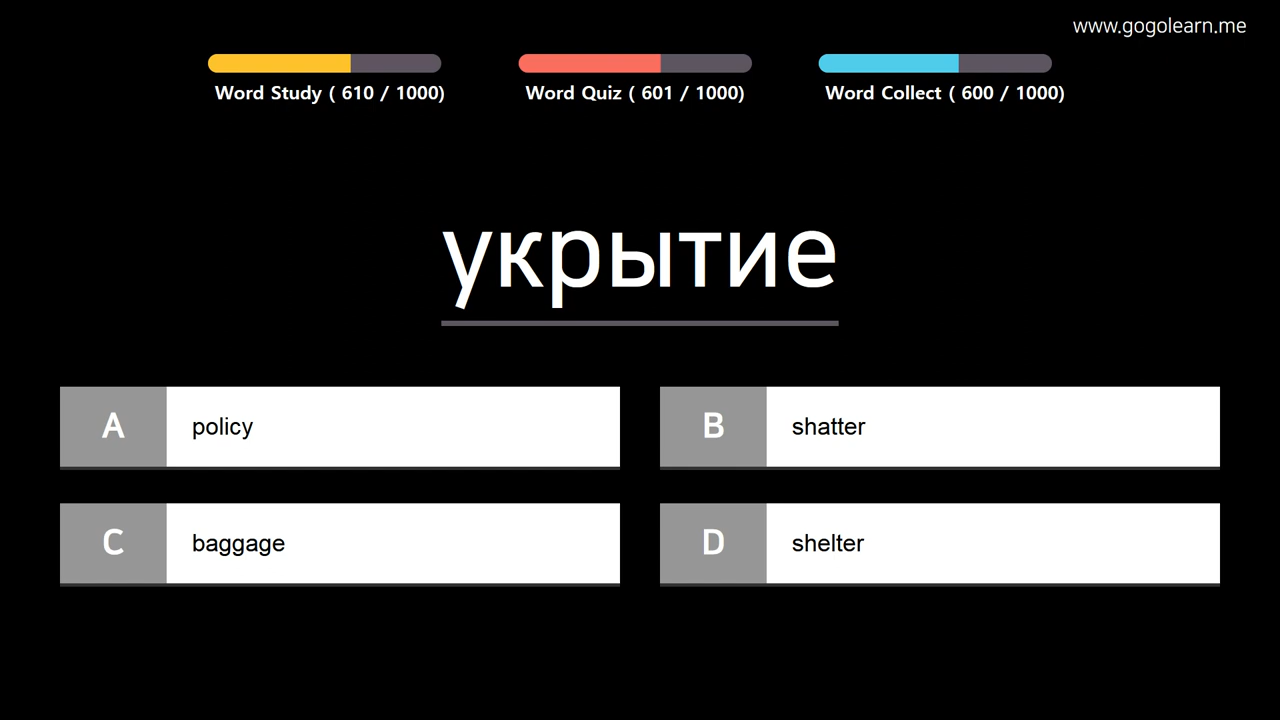 www.gogolearn.me
Word Study ( 610 / 1000)
Word Quiz ( 601 / 1000)
Word Collect ( 600 / 1000)
укрытие
A policy
B shatter
C baggage
D shelter